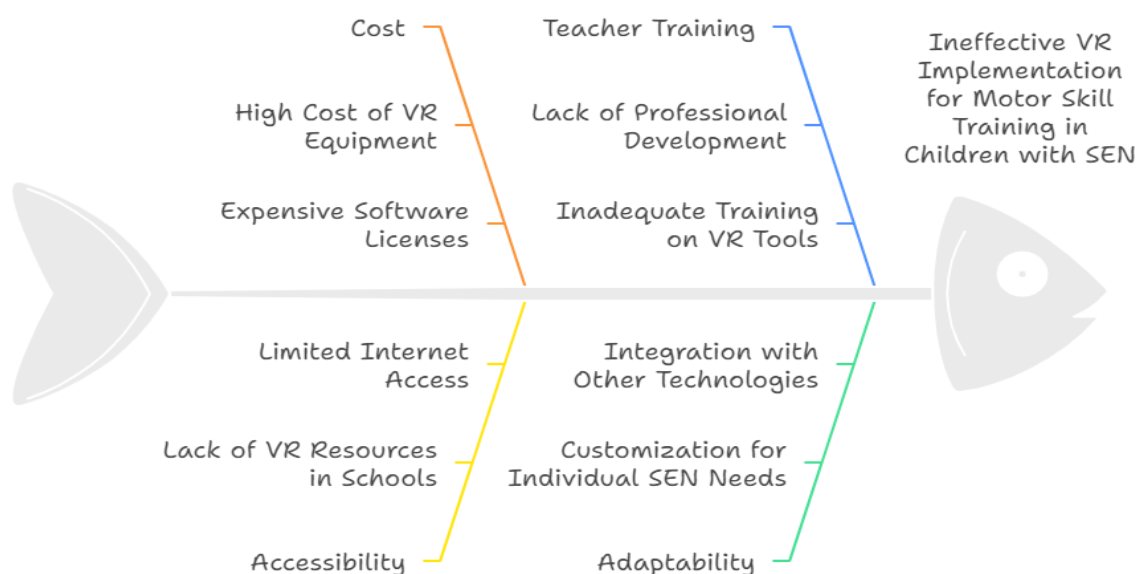 Cost
High Cost of VR
Equipment
Expensive Software
Licenses
Teacher Training
Lack of Professional
Development
Inadequate Training
on VR Tools
Ineffective VR
Implementation
for Motor Skill
Training in
Children with SEN
Limited Internet
Access
Lack of VR Resources
in Schools
Accessibility
Integration with
Other Technologies
Customization for
Individual SEN Needs
Adaptability